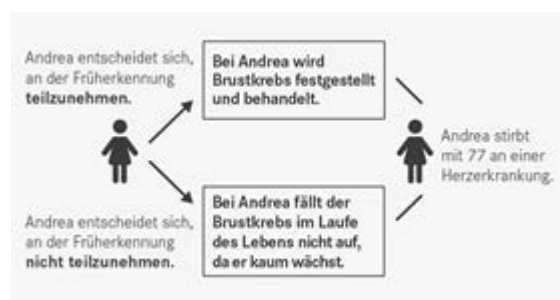 Andrea entscheidet sich,
an der Früherkennung
teilzunehmen.
Bei Andrea wird
Brustkrebs festgestellt
und behandelt.
Andrea entscheidet sich,
an der Früherkennung
nicht teilzunehmen.
Bei Andrea fällt der
Brustkrebs im Laufe
des Lebens nicht auf,
da er kaum wächst.
Andrea stirbt
mit 77 an einer
Herzerkrankung.